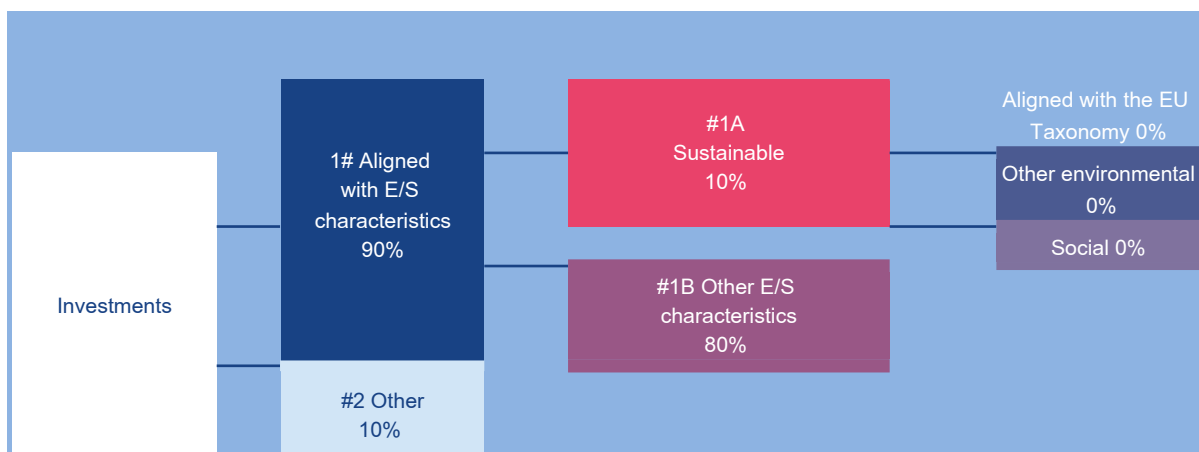 Investments
1# Aligned
with E/S
characteristics
90%
#2 Other
10%
#1A
Sustainable
10%
#1B Other E/S
characteristics
80%
Aligned with the EU
Taxonomy 0%
Other environmental
0%
Social 0%